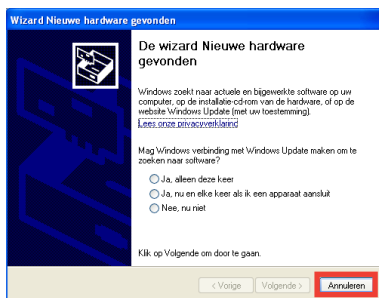 Wizard Nieuwe hardware gevonden
De wizard Nieuwe hardware
gevonden
Windows zoekt naar actuele en bijgewerkte software op uw
computer, op de installatie-cd-rom van de hardware, of op de
website Windows Update (met uw toestemming).
Lees onze privacyverklaring
Mag Windows verbinding met Windows Update maken om te
zoeken naar software?
Ja, alleen deze keer
Ja, nu en elke keer als ik een apparaat aansluit
Nee, nu niet
Klik op Volgende om door te gaan.
< Vorige
Volgende >
Annuleren